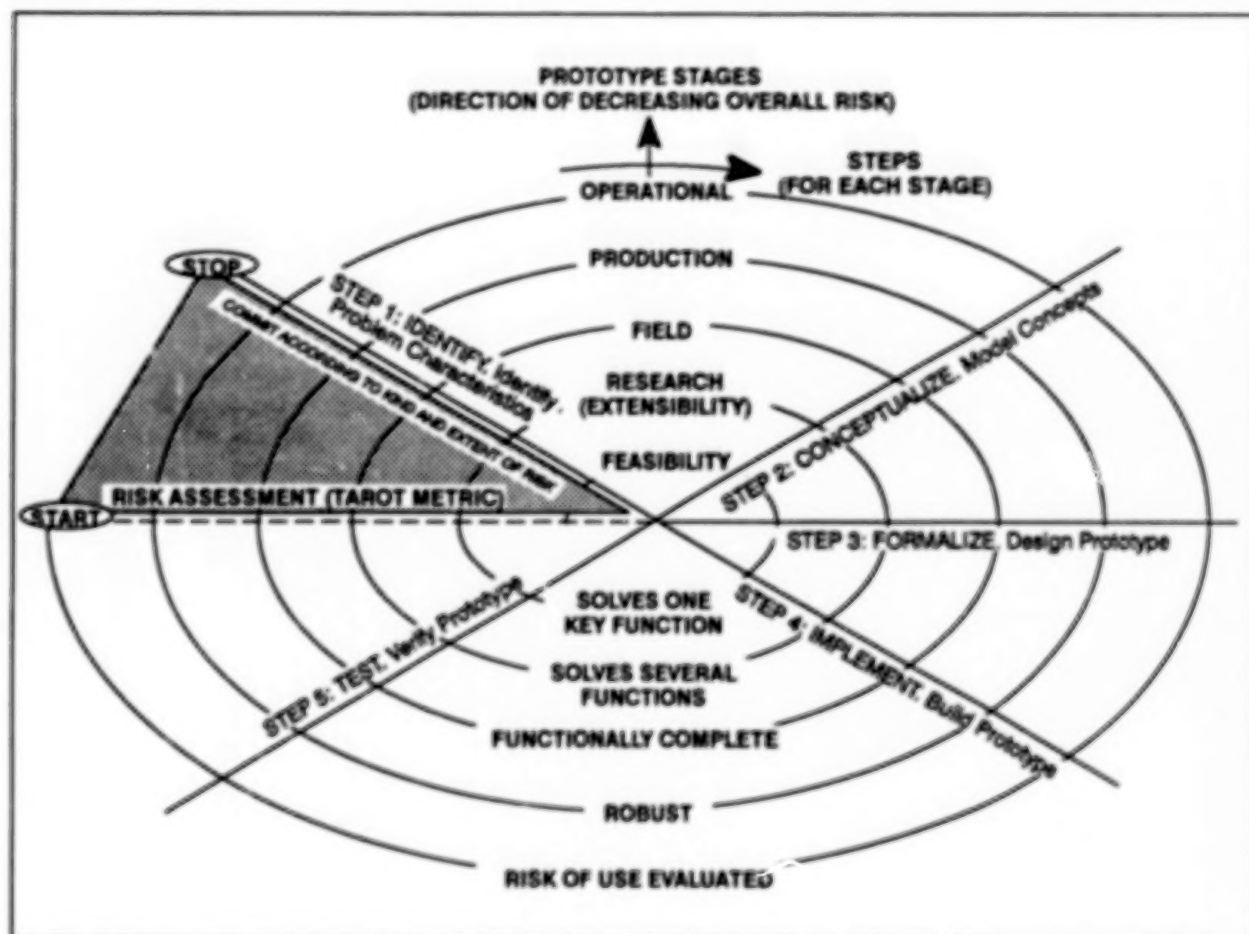 PROTOTYPE STAGES
(DIRECTION OF DECREASING OVERALL RISK)
STEPS
(FOR EACH STAGE)
OPERATIONAL
PRODUCTION
FIELD
RESEARCH
(EXTENSIBILITY)
FEASIBILITY
STOP
STEP 1: IDENTIFY, Identify
Problem Characteristics
COMMIT ACCORDING TO KIND AND EXTENT OF RISK
RISK ASSESSMENT (TAROT METRIC)
START
STEP 2: CONCEPTUALIZE, Model Concepts
STEP 3: FORMALIZE, Design Prototype
STEP 4: IMPLEMENT, Build Prototype
STEP 5: TEST, Verify Prototype
SOLVES ONE
KEY FUNCTION
SOLVES SEVERAL
FUNCTIONS
FUNCTIONALLY COMPLETE
ROBUST
RISK OF USE EVALUATED